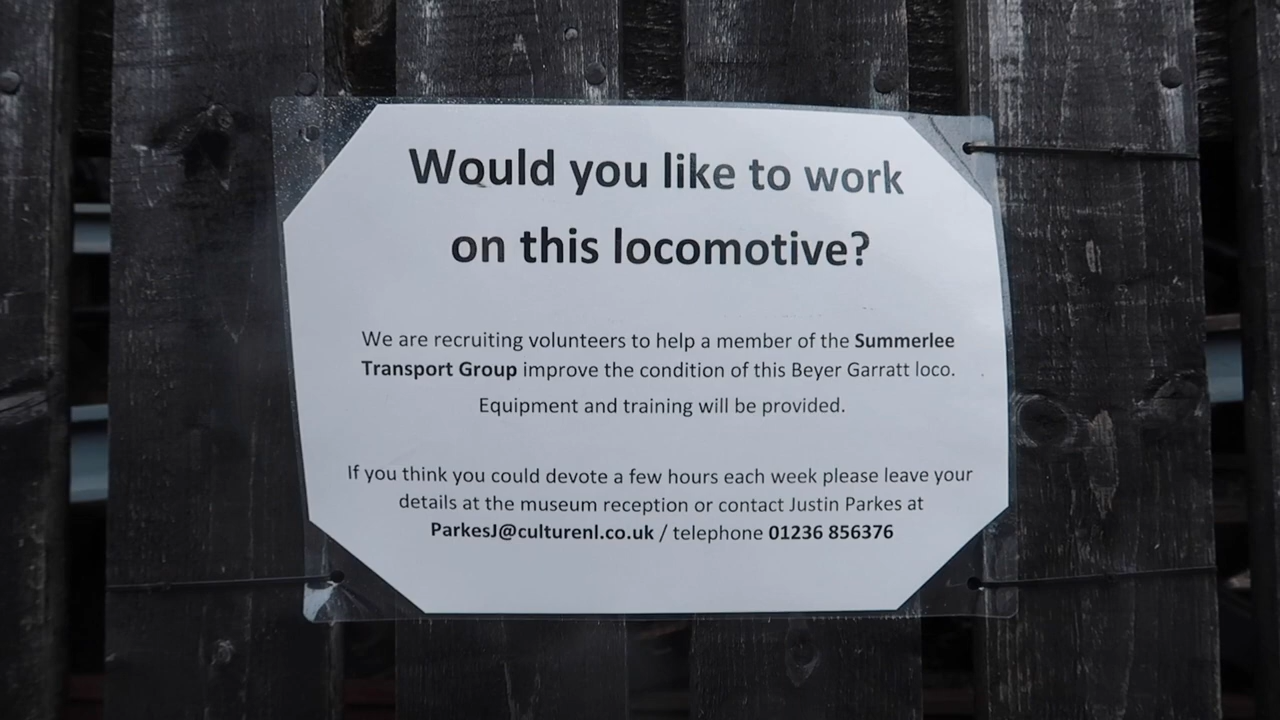 Would you like to work
on this locomotive?
We are recruiting volunteers to help a member of the Summerlee
Transport Group improve the condition of this Beyer Garratt loco.
Equipment and training will be provided.
If you think you could devote a few hours each week please leave your
details at the museum reception or contact Justin Parkes at
ParkesJ@culturenl.co.uk / telephone 01236 856376